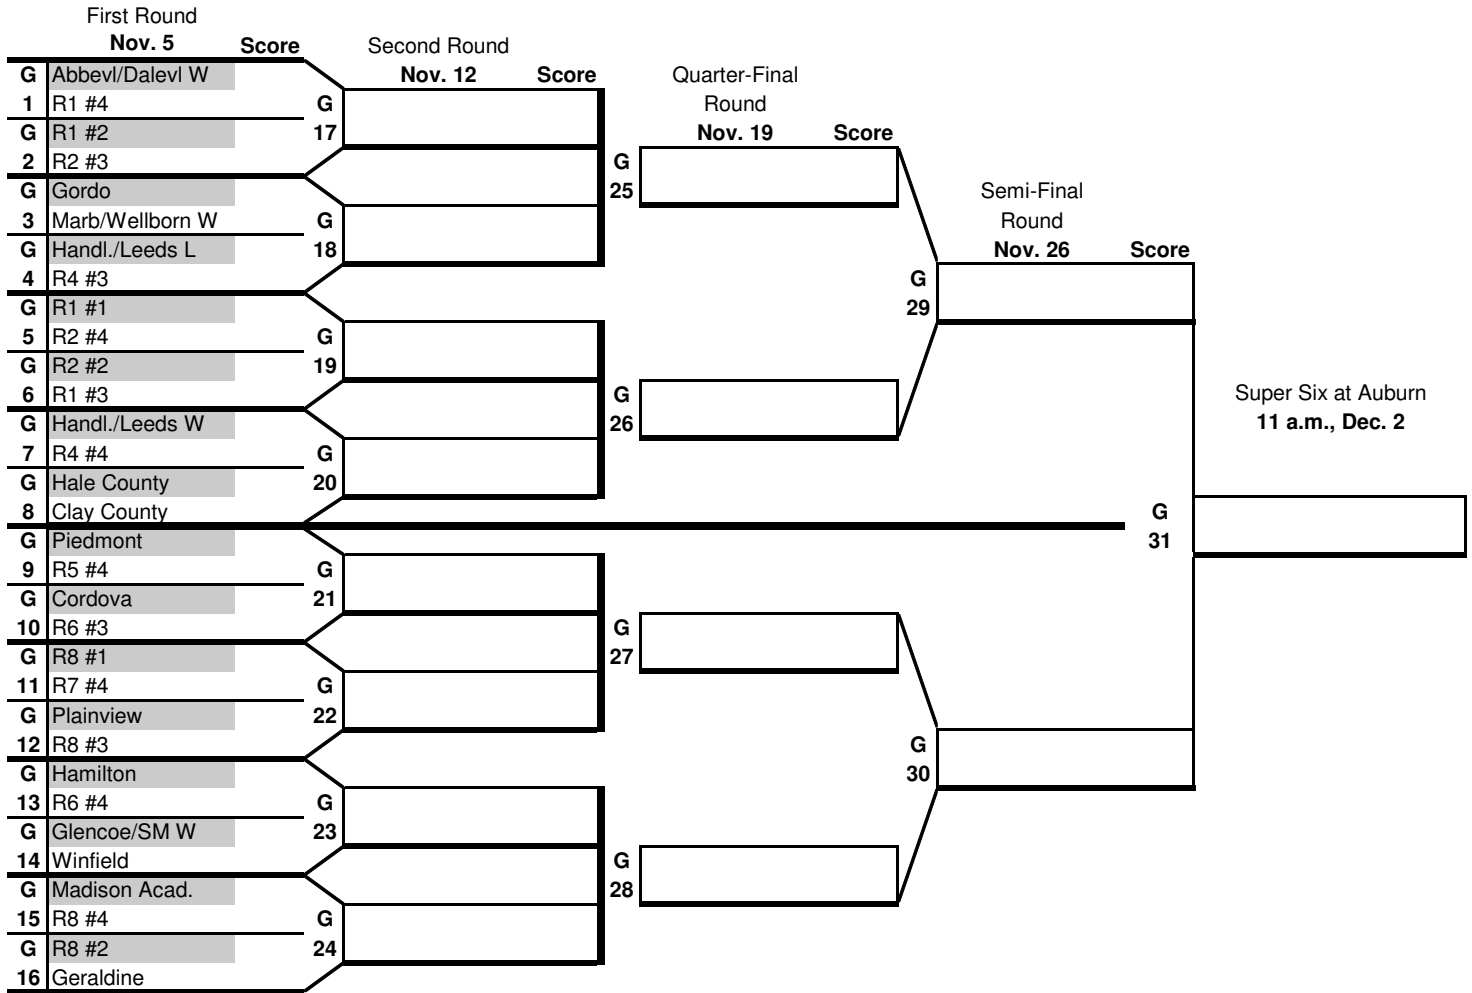 First Round
Nov. 5 Score
Second Round
Nov. 12 Score
Quarter-Final
Round
Nov. 19 Score
Semi-Final
Round
Nov. 26 Score
Super Six at Auburn
11 a.m., Dec. 2
G Abbevl/Dalevl W
1 R1 #4
G R1 #2
2 R2 #3
G Gordo
3 Marb/Wellborn W
G Handl./Leeds L
4 R4 #3
G R1 #1
5 R2 #4
G R2 #2
6 R1 #3
G Handl./Leeds W
7 R4 #4
G Hale County
8 Clay County
G Piedmont
9 R5 #4
G Cordova
10 R6 #3
G R8 #1
11 R7 #4
G Plainview
12 R8 #3
G Hamilton
13 R6 #4
G Glencoe/SM W
14 Winfield
G Madison Acad.
15 R8 #4
G R8 #2
16 Geraldine
G
17
G
18
G
19
G
20
G
21
G
22
G
23
G
24
G
25
G
26
G
27
G
28
G
29
G
30
G
31